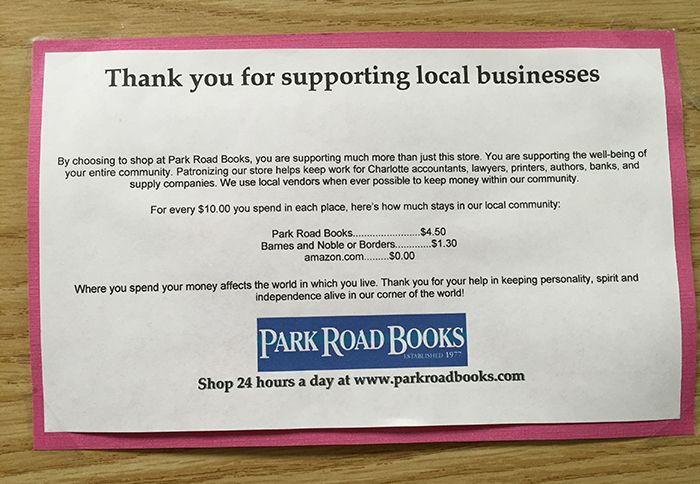 Thank you for supporting local businesses
By choosing to shop at Park Road Books, you are supporting much more than just this store. You are supporting the well-being of
your entire community. Patronizing our store helps keep work for Charlotte accountants, lawyers, printers, authors, banks, and
supply companies. We use local vendors when ever possible to keep money within our community.
For every $10.00 you spend in each place, here's how much stays in our local community:
Park Road Books.......................$4.50
Barnes and Noble or Borders............$1.30
amazon.com.........$0.00
Where you spend your money affects the world in which you live. Thank you for your help in keeping personality, spirit and
independence alive in our corner of the world!
PARK ROAD BOOKS
ESTABLISHED 1977
Shop 24 hours a day at www.parkroadbooks.com